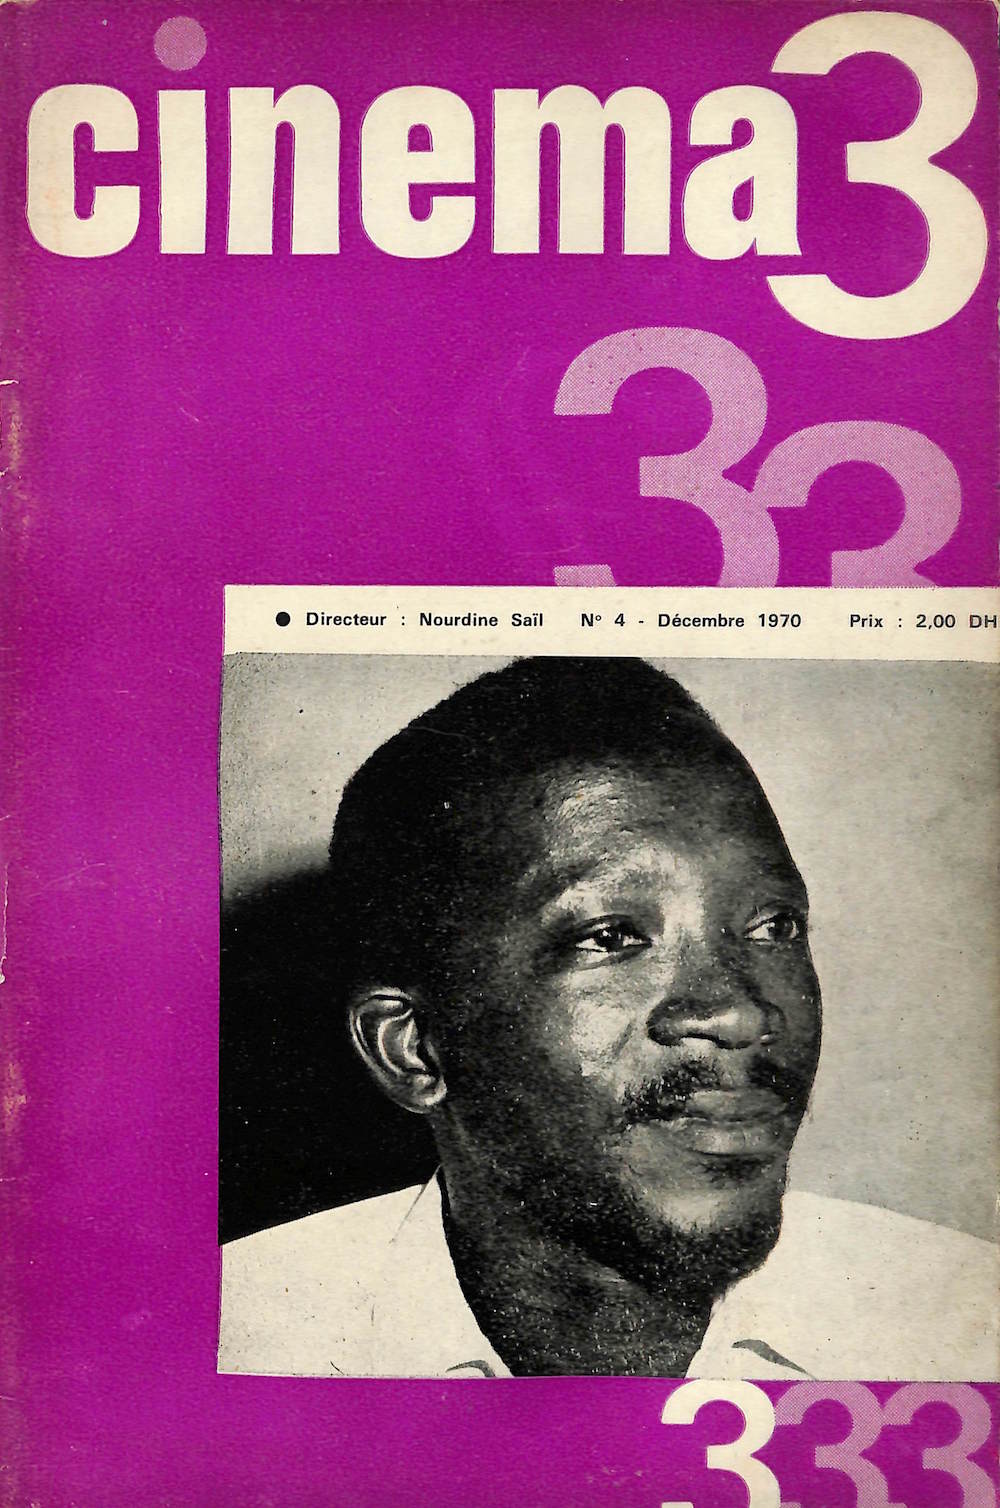 cinema3
33
● Directeur : Nourdine Saïl N° 4 - Décembre 1970 Prix : 2,00 DH
333